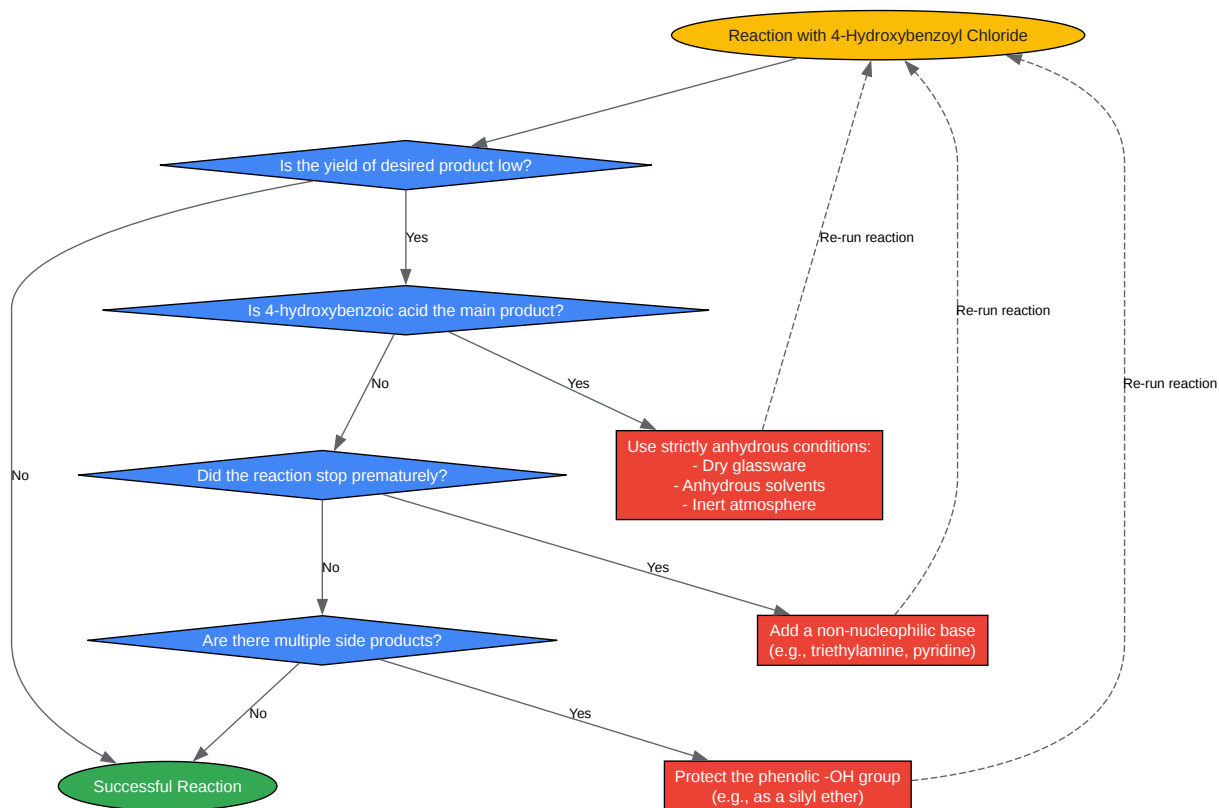 Reaction with 4-Hydroxybenzoyl Chloride
Is the yield of desired product low?
Yes
Re-run reaction
Is 4-hydroxybenzoic acid the main product?
Re-run reaction
No
Yes
Re-run reaction
Use strictly anhydrous conditions:
- Dry glassware
- Anhydrous solvents
- Inert atmosphere
No
Did the reaction stop prematurely?
No
Yes
Are there multiple side products?
Add a non-nucleophilic base
(e.g., triethylamine, pyridine)
No
Yes
Successful Reaction
Protect the phenolic -OH group
(e.g., as a silyl ether)